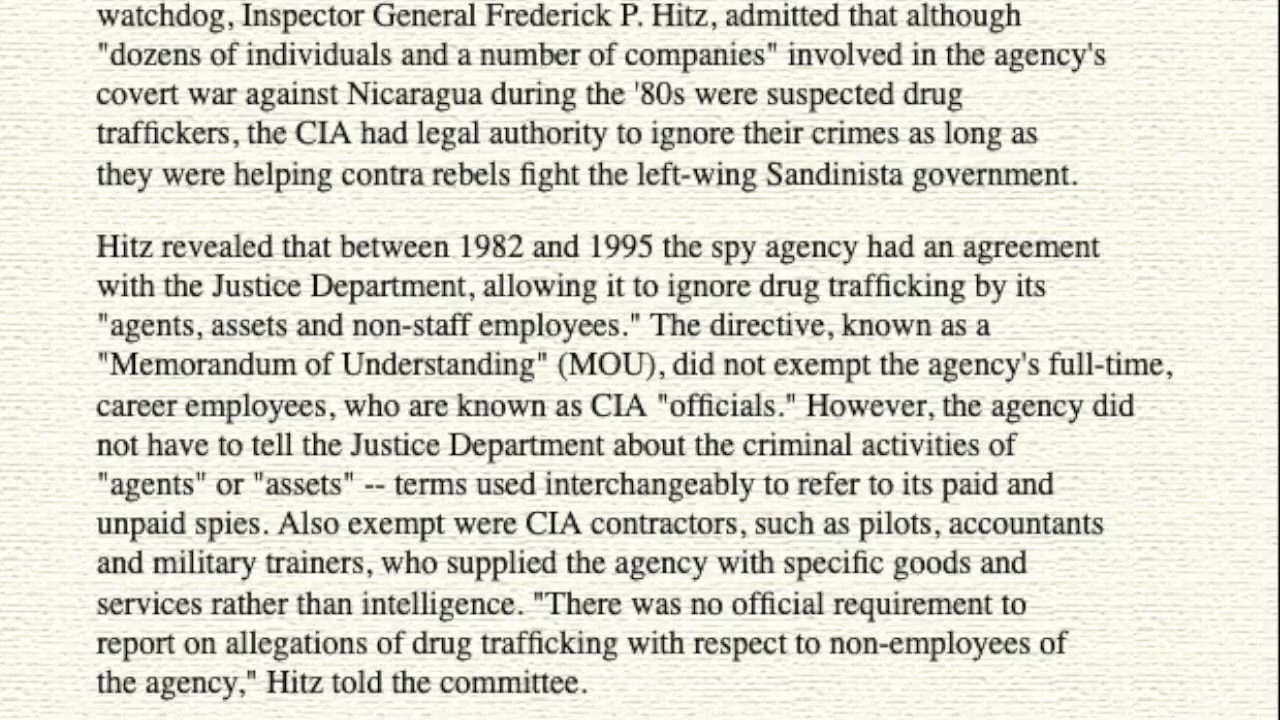 watchdog, Inspector General Frederick P. Hitz, admitted that although
"dozens of individuals and a number of companies" involved in the agency's
covert war against Nicaragua during the '80s were suspected drug
traffickers, the CIA had legal authority to ignore their crimes as long as
they were helping contra rebels fight the left-wing Sandinista government.
Hitz revealed that between 1982 and 1995 the spy agency had an agreement
with the Justice Department, allowing it to ignore drug trafficking by its
"agents, assets and non-staff employees." The directive, known as a
"Memorandum of Understanding" (MOU), did not exempt the agency's full-time,
career employees, who are known as CIA "officials." However, the agency did
not have to tell the Justice Department about the criminal activities of
"agents" or "assets" -- terms used interchangeably to refer to its paid and
unpaid spies. Also exempt were CIA contractors, such as pilots, accountants
and military trainers, who supplied the agency with specific goods and
services rather than intelligence. "There was no official requirement to
report on allegations of drug trafficking with respect to non-employees of
the agency," Hitz told the committee.